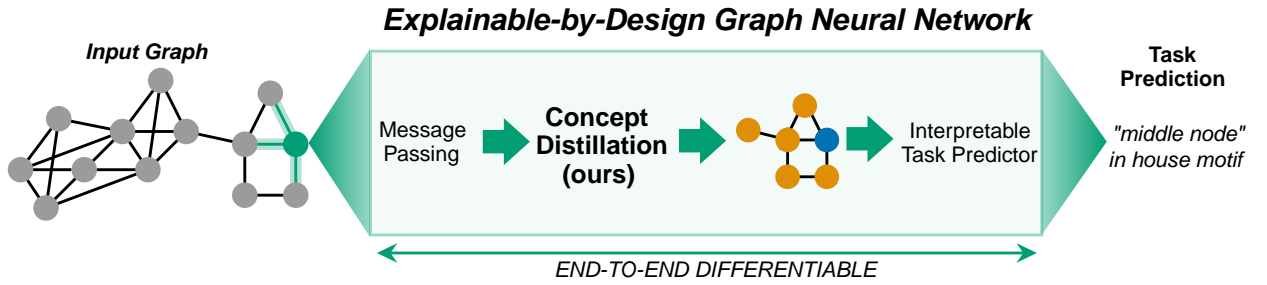 Explainable-by-Design Graph Neural Network
Input Graph
Message
Passing
Concept
Distillation
(ours)
Interpretable
Task Predictor
Task
Prediction
"middle node"
in house motif
END-TO-END DIFFERENTIABLE